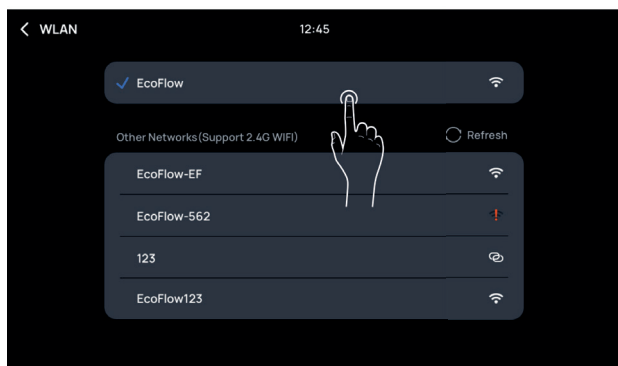 WLAN 12:45
EcoFlow
Other Networks(Support 2.4G WIFI) Refresh
EcoFlow-EF
EcoFlow-562
123
EcoFlow123